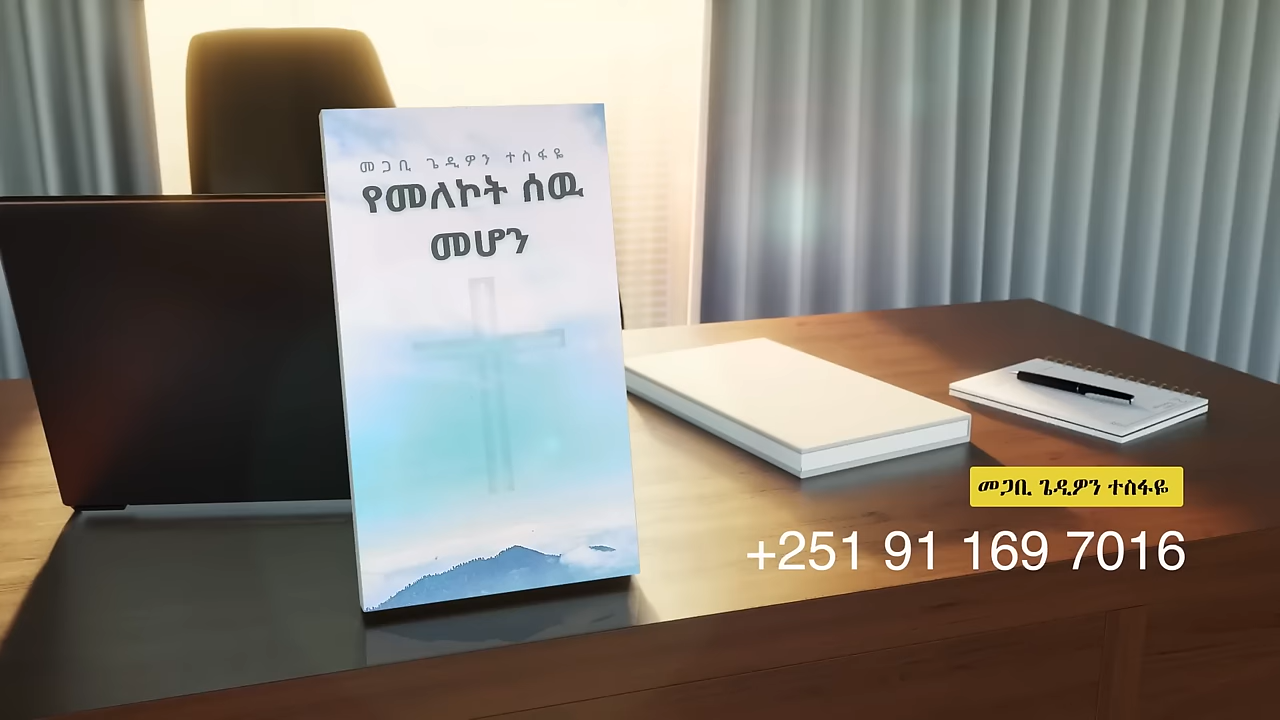 መጋቢ ጌዲዎን ተስፋዬ
የመለኮት ሰዉ
መሆን
መጋቢ ጌዲዎን ተስፋዬ
+251 91 169 7016